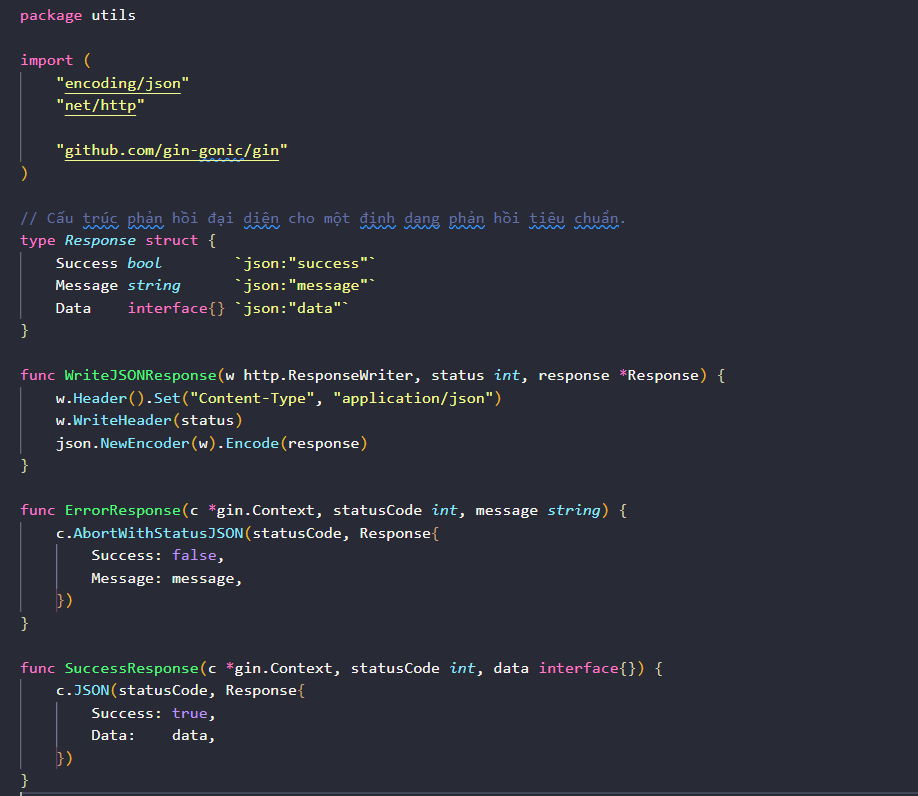 package utils
import (
"encoding/json"
"net/http"
"github.com/gin-gonic/gin"
)
// Cấu trúc phản hồi đại diện cho một định dạng phản hồi tiêu chuẩn.
type Response struct {
Success bool `json:"success"`
Message string `json:"message"`
Data interface{} `json:"data"`
}
func WriteJSONResponse(w http.ResponseWriter, status int, response *Response) {
w.Header().Set("Content-Type", "application/json")
w.WriteHeader(status)
json.NewEncoder(w).Encode(response)
}
func ErrorResponse(c *gin.Context, statusCode int, message string) {
c.AbortWithStatusJSON(statusCode, Response{
Success: false,
Message: message,
})
}
func SuccessResponse(c *gin.Context, statusCode int, data interface{}) {
c.JSON(statusCode, Response{
Success: true,
Data: data,
})
}